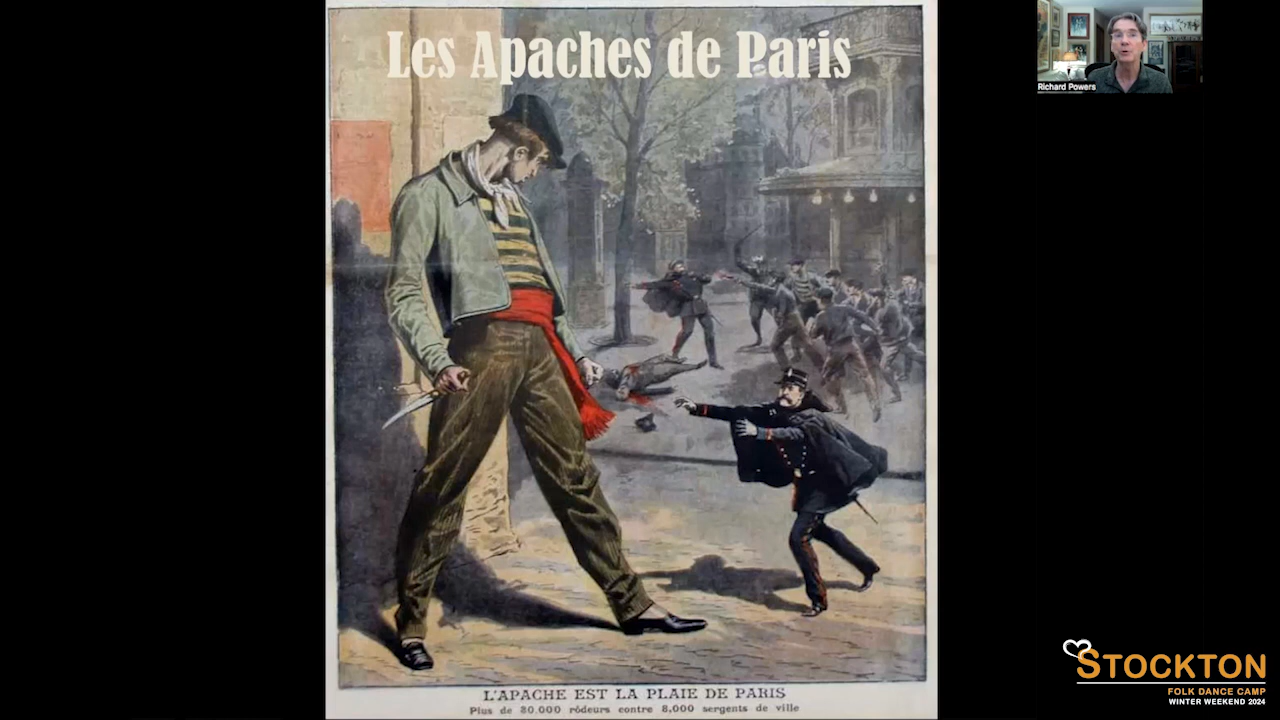 Les Apaches de Paris
Richard Powers
L'APACHE EST LA PLAIE DE PARIS
Plus de 30.000 rôdeurs contre 8.000 sergents de ville
STOCKTON
FOLK DANCE CAMP
WINTER WEEKEND 2024